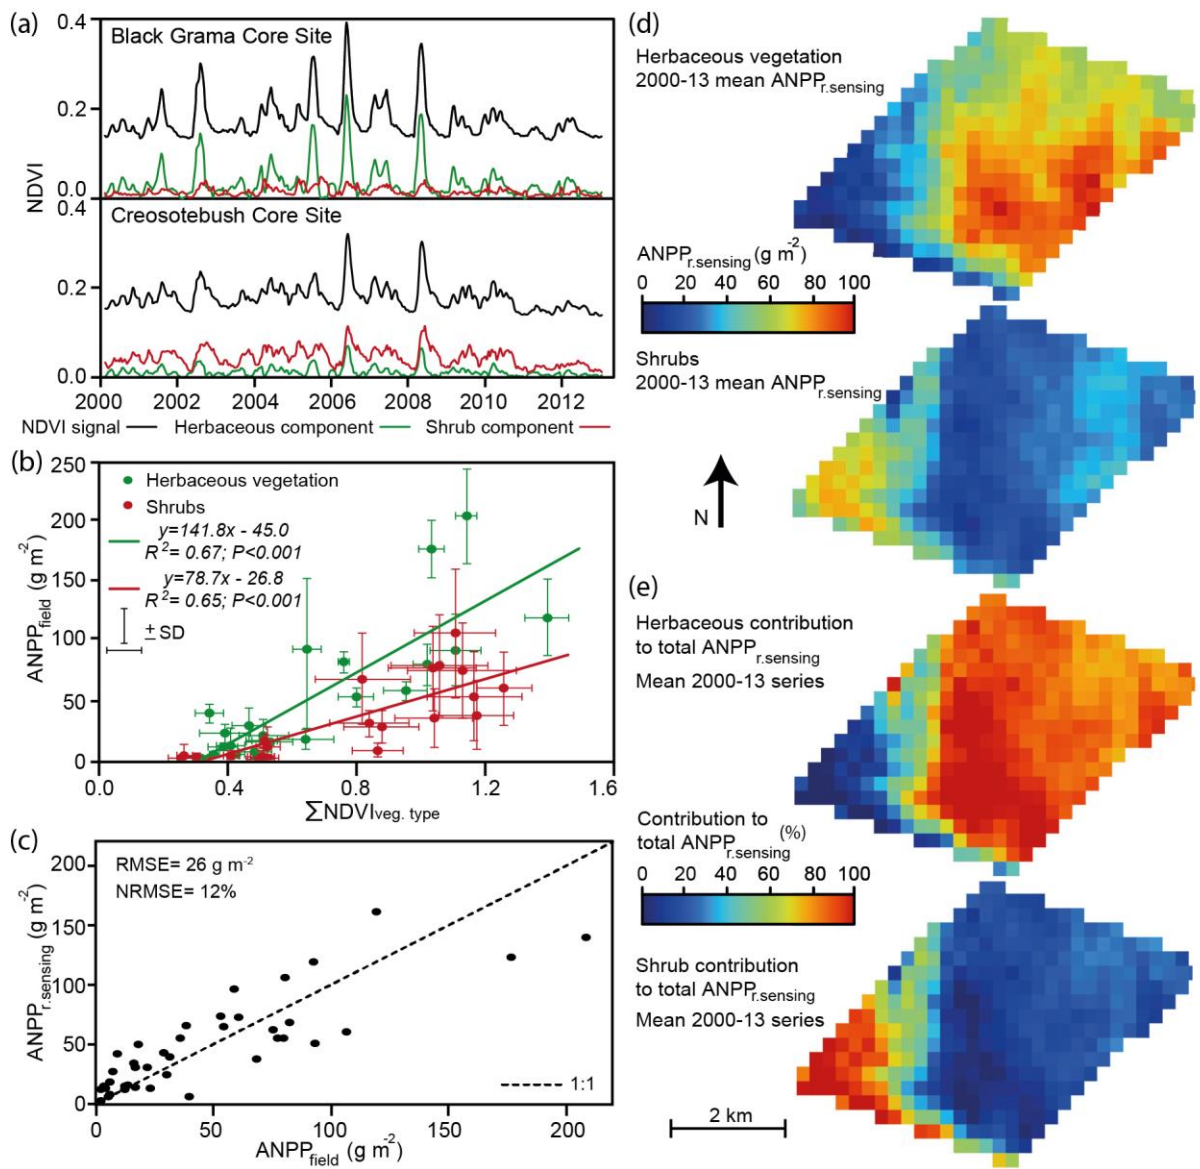 (a)
0.4
Black Grama Core Site
0.2
0.0
NDVI
0.4
Creosotebush Core Site
0.2
0.0
2000 2002 2004 2006 2008 2010 2012
NDVI signal Herbaceous component Shrub component
(b)
250
200
150
100
50
0
ANPPfield (g m-2)
Herbaceous vegetation
Shrubs
y=141.8x - 45.0
R2= 0.67; P<0.001
y=78.7x - 26.8
R2= 0.65; P<0.001
± SD
0.0 0.4 0.8 1.2 1.6
∑NDVIveg. type
(c)
200
150
100
50
0
ANPPr.sensing (g m-2)
RMSE= 26 g m-2
NRMSE= 12%
1:1
0 50 100 150 200
ANPPfield (g m-2)
(d)
Herbaceous vegetation
2000-13 mean ANPPr.sensing
ANPPr.sensing (g m-2)
0 20 40 60 80 100
Shrubs
2000-13 mean ANPPr.sensing
N
(e)
Herbaceous contribution
to total ANPPr.sensing
Mean 2000-13 series
Contribution to
total ANPPr.sensing (%)
0 20 40 60 80 100
Shrub contribution
to total ANPPr.sensing
Mean 2000-13 series
2 km